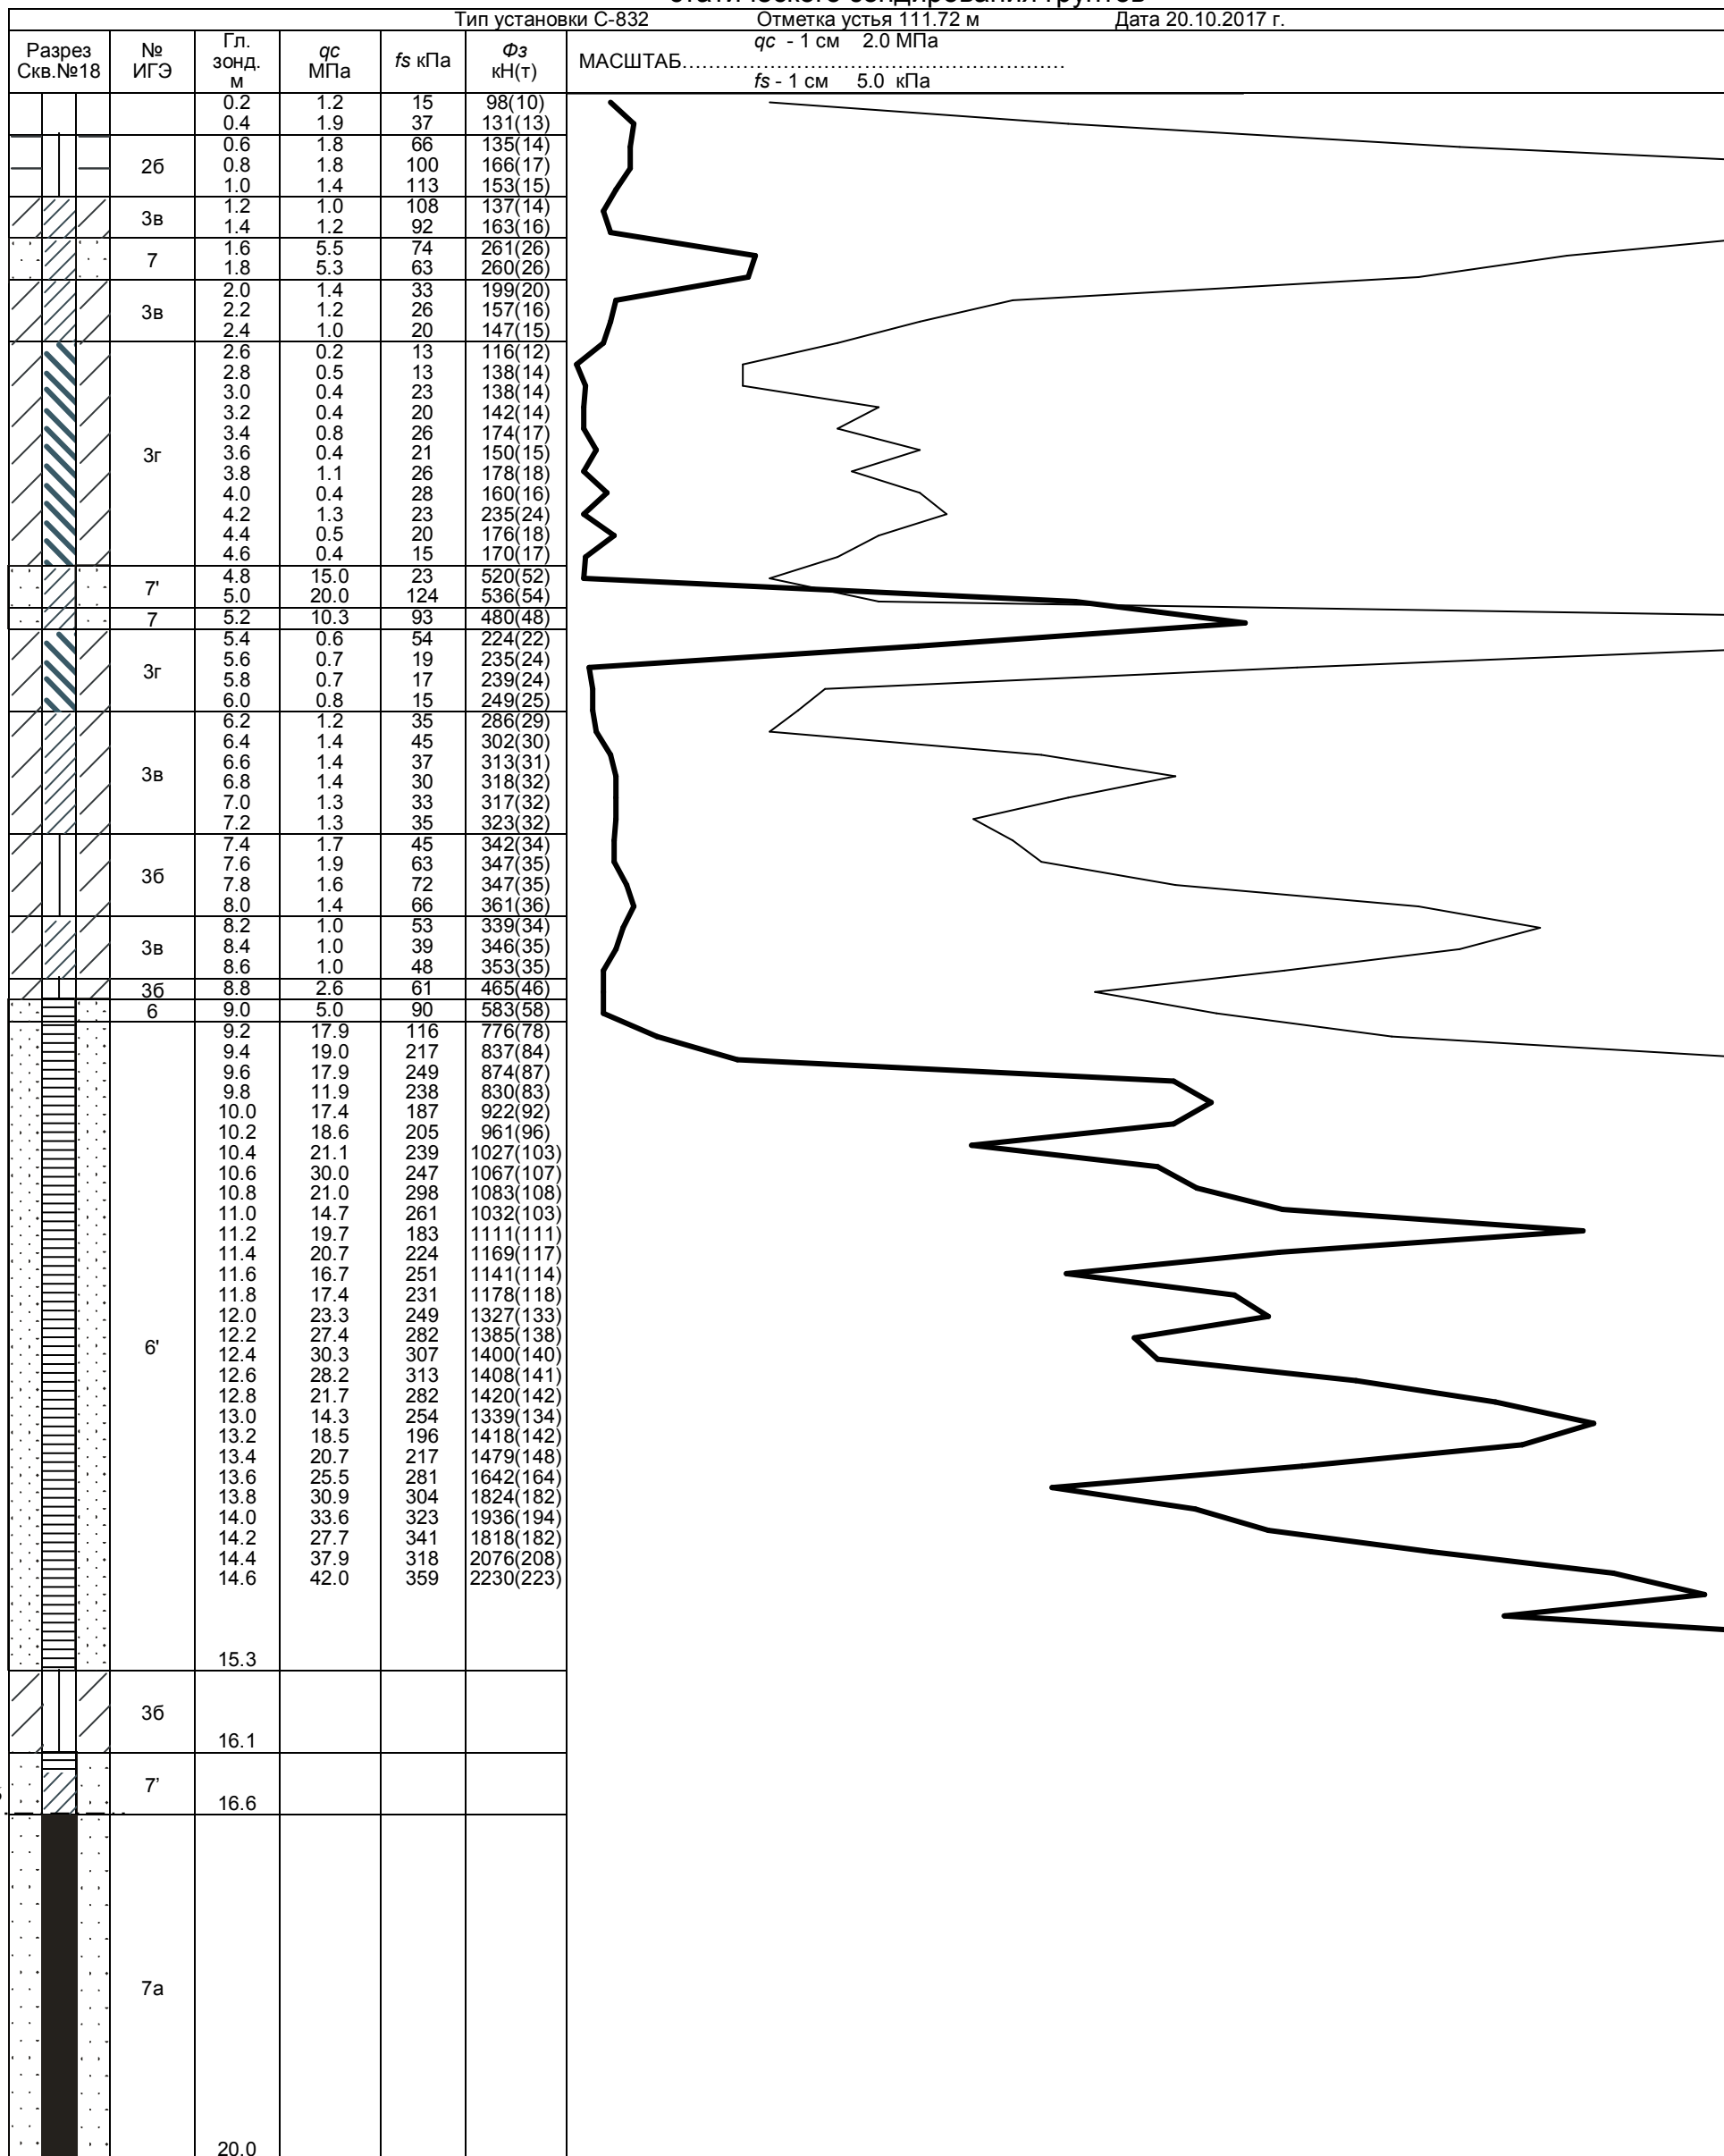 статического зондирования грунтов
Тип установки С-832 Отметка устья 111.72 м Дата 20.10.2017 г.
Разрез Скв.№18 № ИГЭ Гл. зонд. м qc МПа fs кПа Фз кН(т) МАСШТАБ qc - 1 см 2.0 МПа
fs - 1 см 5.0 кПа
0.2 1.2 15 98(10)
0.4 1.9 37 131(13)
0.6 1.8 66 135(14)
2б 0.8 1.8 100 166(17)
1.0 1.4 113 153(15)
3в 1.2 1.0 108 137(14)
1.4 1.2 92 163(16)
7 1.6 5.5 74 261(26)
1.8 5.3 63 260(26)
2.0 1.4 33 199(20)
3в 2.2 1.2 26 157(16)
2.4 1.0 20 147(15)
2.6 0.2 13 116(12)
2.8 0.5 13 138(14)
3.0 0.4 23 138(14)
3.2 0.4 20 142(14)
3.4 0.8 26 174(17)
3г 3.6 0.4 21 150(15)
3.8 1.1 26 178(18)
4.0 0.4 28 160(16)
4.2 1.3 23 235(24)
4.4 0.5 20 176(18)
4.6 0.4 15 170(17)
7' 4.8 15.0 23 520(52)
5.0 20.0 124 536(54)
7 5.2 10.3 93 480(48)
5.4 0.6 54 224(22)
3г 5.6 0.7 19 235(24)
5.8 0.7 17 239(24)
6.0 0.8 15 249(25)
6.2 1.2 35 286(29)
6.4 1.4 45 302(30)
3в 6.6 1.4 37 313(31)
6.8 1.4 30 318(32)
7.0 1.3 33 317(32)
7.2 1.3 35 323(32)
7.4 1.7 45 342(34)
3б 7.6 1.9 63 347(35)
7.8 1.6 72 347(35)
8.0 1.4 66 361(36)
8.2 1.0 53 339(34)
3в 8.4 1.0 39 346(35)
8.6 1.0 48 353(35)
3б 8.8 2.6 61 465(46)
6 9.0 5.0 90 583(58)
9.2 17.9 116 776(78)
9.4 19.0 217 837(84)
9.6 17.9 249 874(87)
9.8 11.9 238 830(83)
10.0 17.4 187 922(92)
10.2 18.6 205 961(96)
10.4 21.1 239 1027(103)
10.6 30.0 247 1067(107)
10.8 21.0 298 1083(108)
11.0 14.7 261 1032(103)
11.2 19.7 183 1111(111)
11.4 20.7 224 1169(117)
11.6 16.7 251 1141(114)
11.8 17.4 231 1178(118)
12.0 23.3 249 1327(133)
12.2 27.4 282 1385(138)
6' 12.4 30.3 307 1400(140)
12.6 28.2 313 1408(141)
12.8 21.7 282 1420(142)
13.0 14.3 254 1339(134)
13.2 18.5 196 1418(142)
13.4 20.7 217 1479(148)
13.6 25.5 281 1642(164)
13.8 30.9 304 1824(182)
14.0 33.6 323 1936(194)
14.2 27.7 341 1818(182)
14.4 37.9 318 2076(208)
14.6 42.0 359 2230(223)
15.3
3б
16.1
7’
16.6
7а
20.0